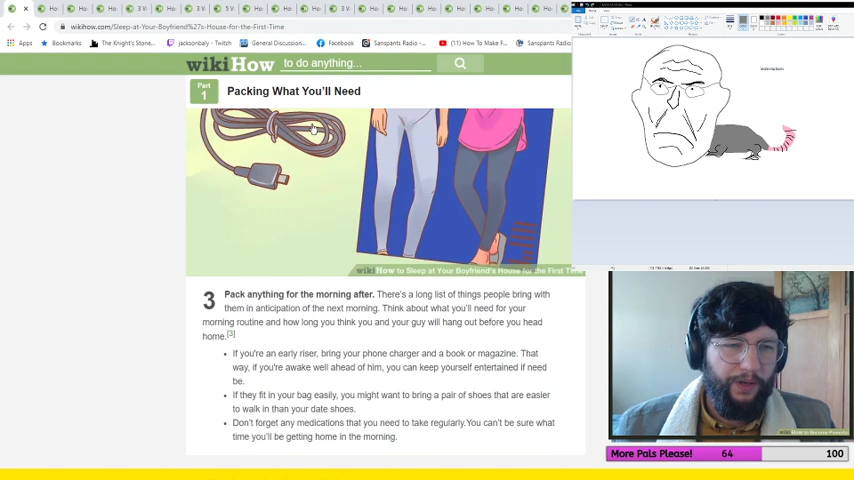 wikihow.com/Sleep-at-Your-Boyfriend%27s-House-for-the-First-Time
Apps
Bookmarks
The Knight's Stone...
jacksonbaly - Twitch
General Discussion...
Facebook
Sanspants Radio -...
(11) How To Make F...
Sanspants Radio
wikiHow to do anything...
Part
1
Packing What You'll Need
wikiHow to Sleep at Your Boyfriend's House for the First Time
3 Pack anything for the morning after. There's a long list of things people bring with
them in anticipation of the next morning. Think about what you'll need for your
morning routine and how long you think you and your guy will hang out before you head
home.[3]
If you're an early riser, bring your phone charger and a book or magazine. That
way, if you're awake well ahead of him, you can keep yourself entertained if need
be.
If they fit in your bag easily, you might want to bring a pair of shoes that are easier
to walk in than your date shoes.
Don't forget any medications that you need to take regularly.You can't be sure what
time you'll be getting home in the morning.
More Pals Please! 64 100